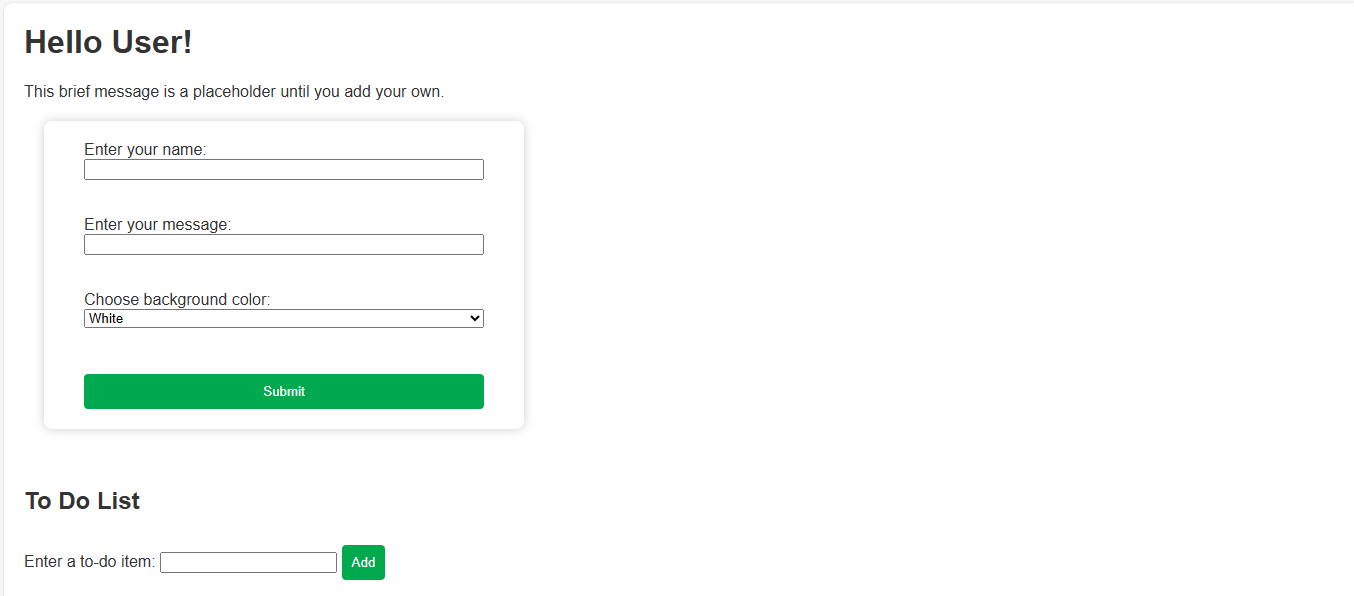 Hello User!
This brief message is a placeholder until you add your own.
Enter your name:
Enter your message:
Choose background color:
White
Submit
To Do List
Enter a to-do item:
Add